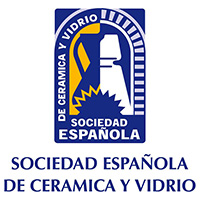 DE CERAMICA Y VIDRIO
SOCIEDAD
ESPAÑOLA
SOCIEDAD ESPAÑOLA
DE CERAMICA Y VIDRIO